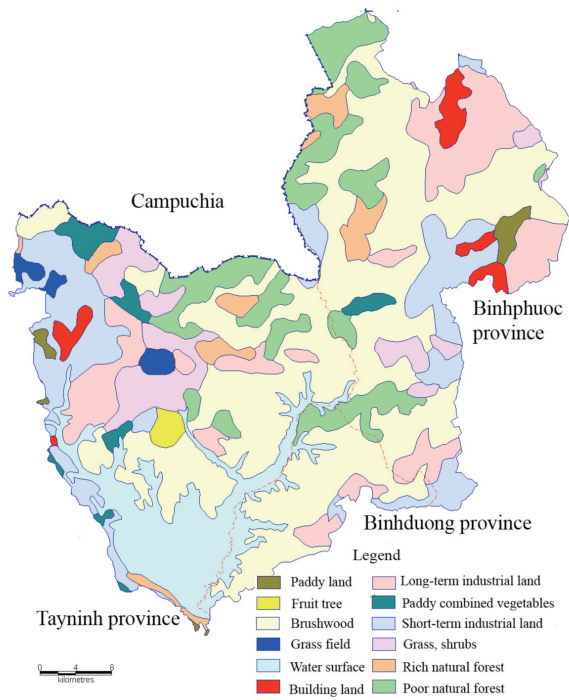 Campuchia
Binhphuoc
province
Binhduong province
Tayninh province
Legend
Paddy land
Fruit tree
Brushwood
Grass field
Water surface
Building land
Long-term industrial land
Paddy combined vegetables
Short-term industrial land
Grass, shrubs
Rich natural forest
Poor natural forest
0 4 8
kilometres